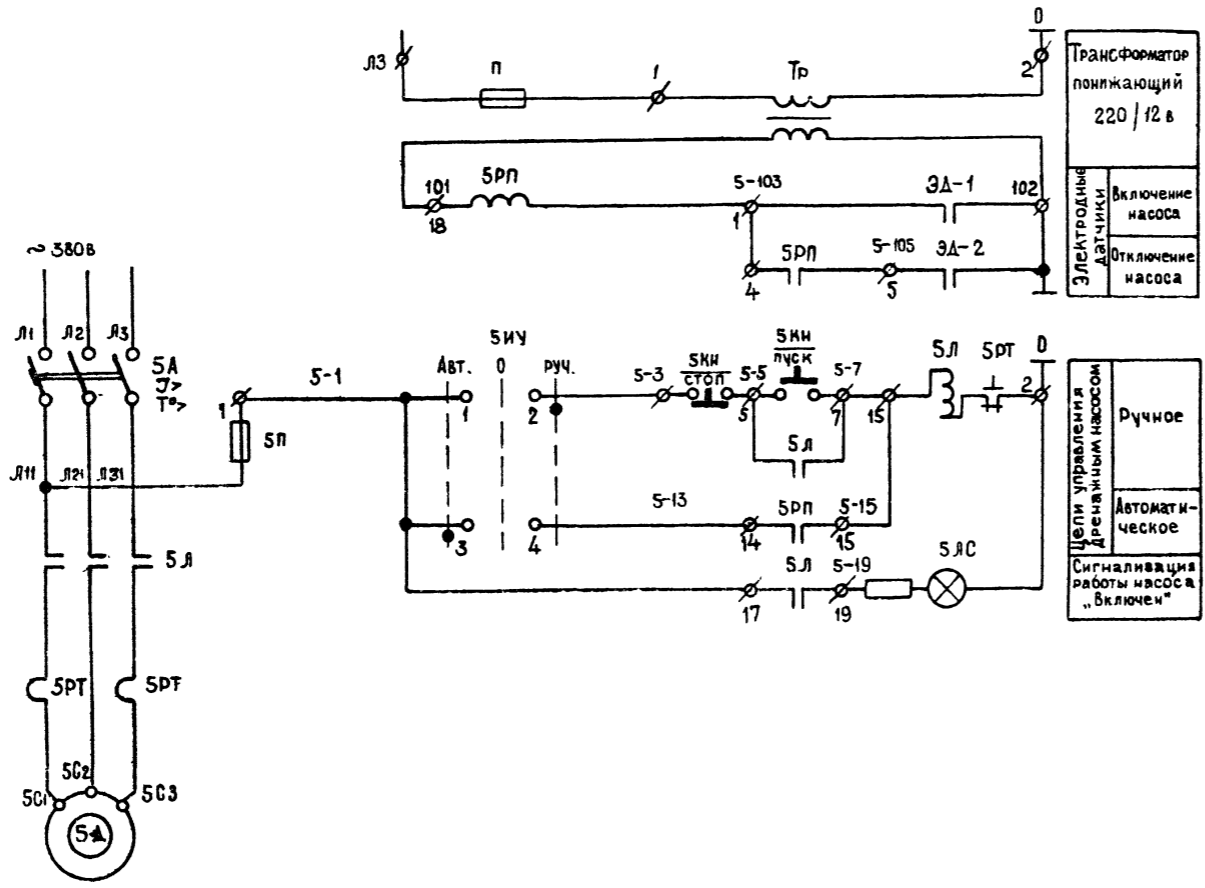 Л3
П
1
Тр
0
2
Трансформатор
понижающий
220/12 в
101
18
5РП
5-103
1
ЭД-1
102
4
5РП
5-105
5
ЭД-2
Электродные
датчики
Включение
насоса
Отключение
насоса
~ 380в
Л1
Л2
Л3
5А
J>
T°>
1
5-1
5П
Л11
Л21
Л31
5ИУ
Авт.
0
РУЧ.
1
2
3
4
5-3
5КН
СТОП
5-5
5
5КН
ПУСК
5-7
7
15
5Л
5РТ
0
2
5Л
5-13
14
5РП
5-15
15
17
5Л
5-19
19
5ЛС
Цепи управления
дренажным насосом
Ручное
Автомати-
ческое
Сигнализация
работы насоса
„Включен"
5Л
5РТ
5РТ
5С1
5С2
5С3
5Д